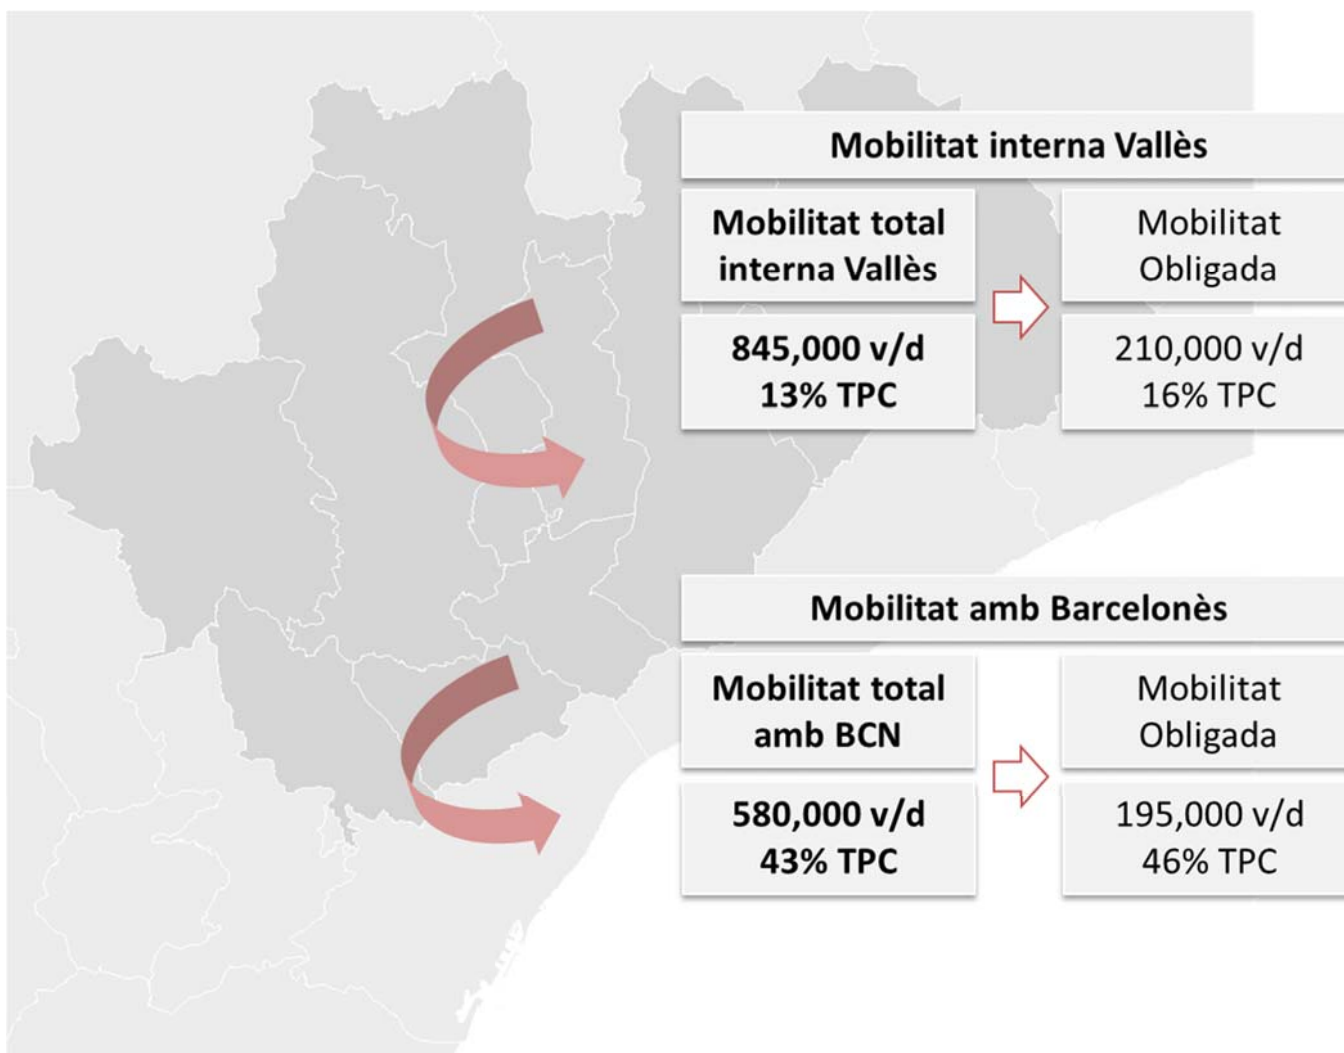 Mobilitat interna Vallès
Mobilitat total
interna Vallès
Mobilitat
Obligada
845,000 v/d
13% TPC
210,000 v/d
16% TPC
Mobilitat amb Barcelonès
Mobilitat total
amb BCN
Mobilitat
Obligada
580,000 v/d
43% TPC
195,000 v/d
46% TPC